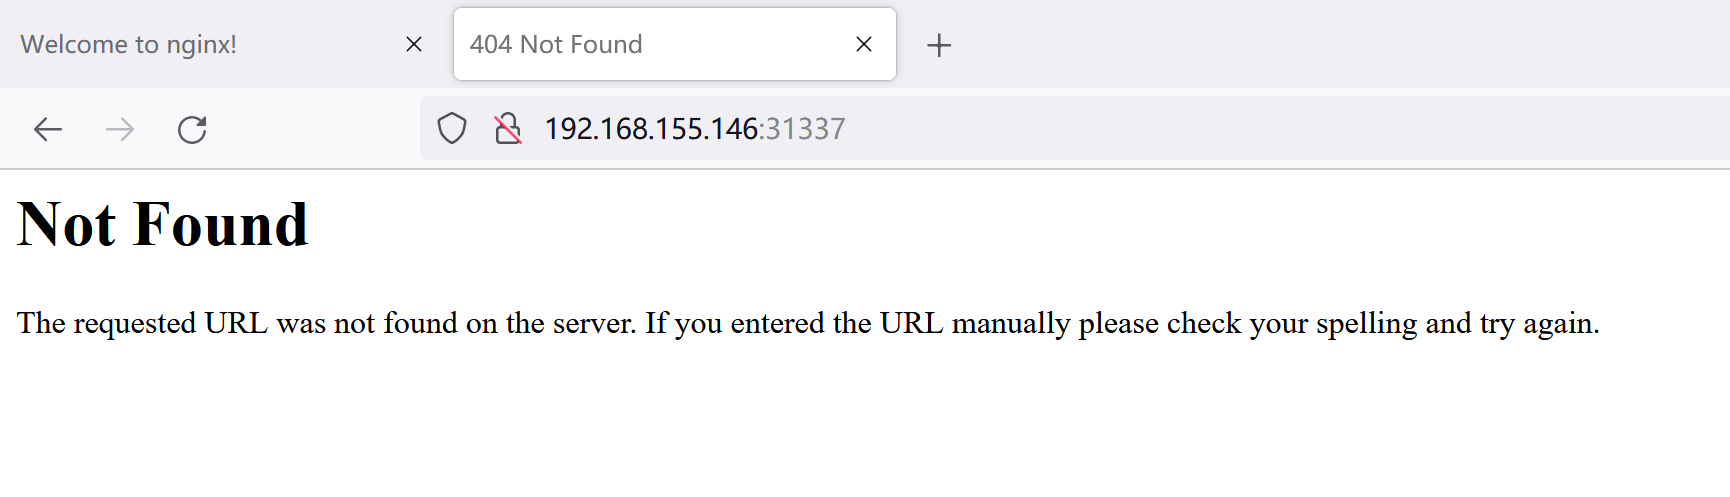 Welcome to nginx!
404 Not Found
192.168.155.146:31337
Not Found
The requested URL was not found on the server. If you entered the URL manually please check your spelling and try again.